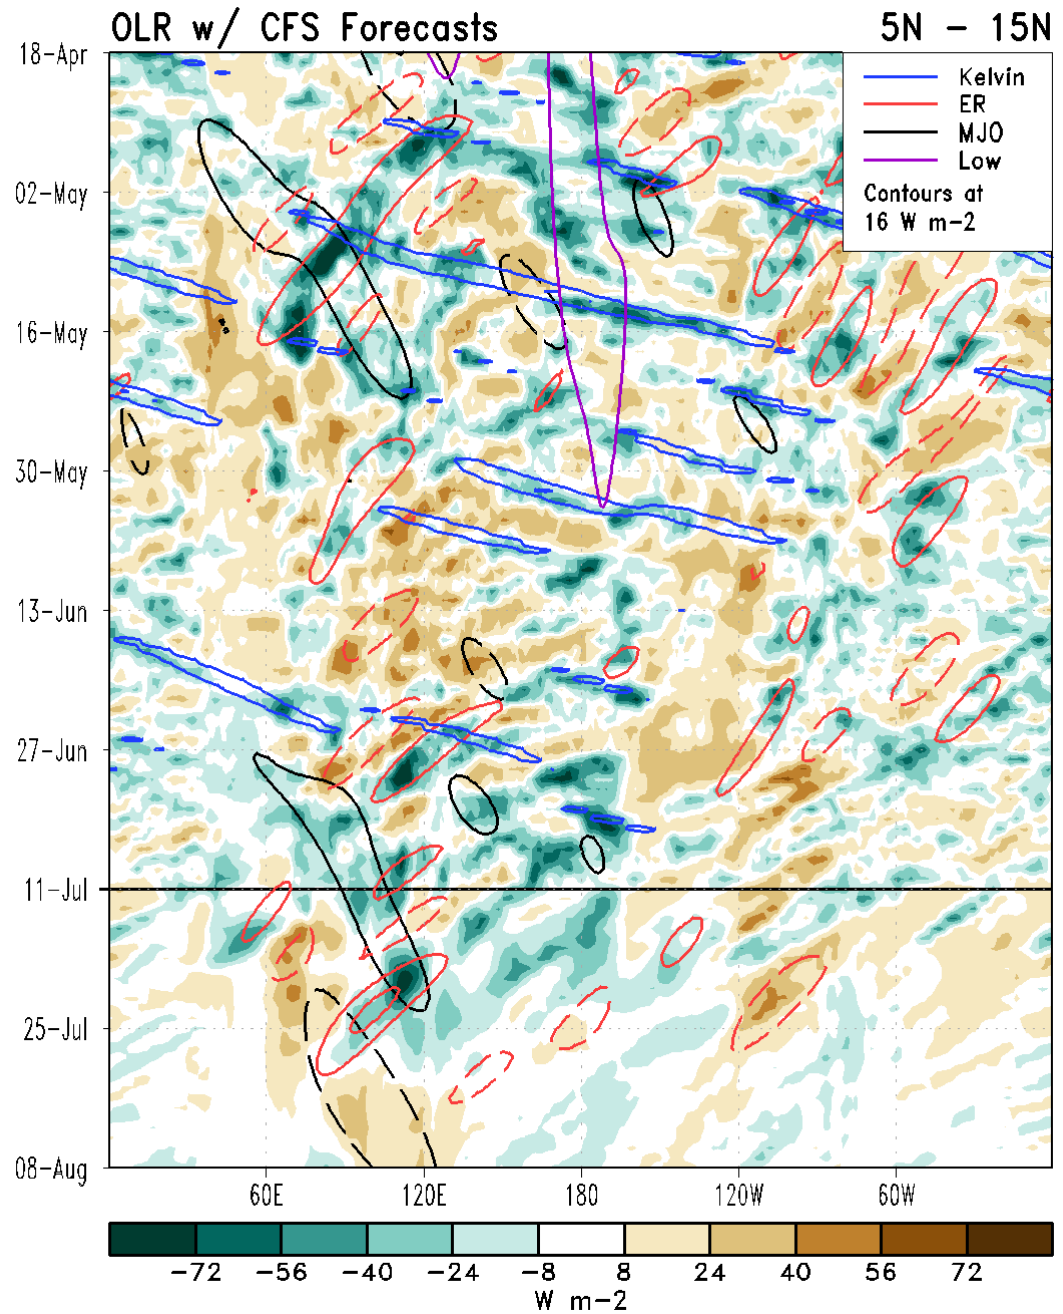 OLR w/ CFS Forecasts 5N - 15N
18-Apr
Kelvin
ER
MJO
Low
Contours at
16 W m-2
02-May
16-May
30-May
13-Jun
27-Jun
11-Jul
25-Jul
08-Aug
60E 120E 180 120W 60W
-72 -56 -40 -24 -8 8 24 40 56 72
W m-2